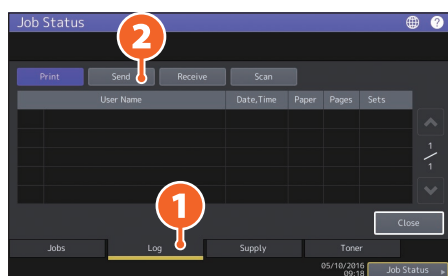 Job Status
?
2
Print Send Receive Scan
User Name Date,Time Paper Pages Sets
1
1
1
Close
Jobs Log Supply Toner
05/10/2016
09:18
Job Status